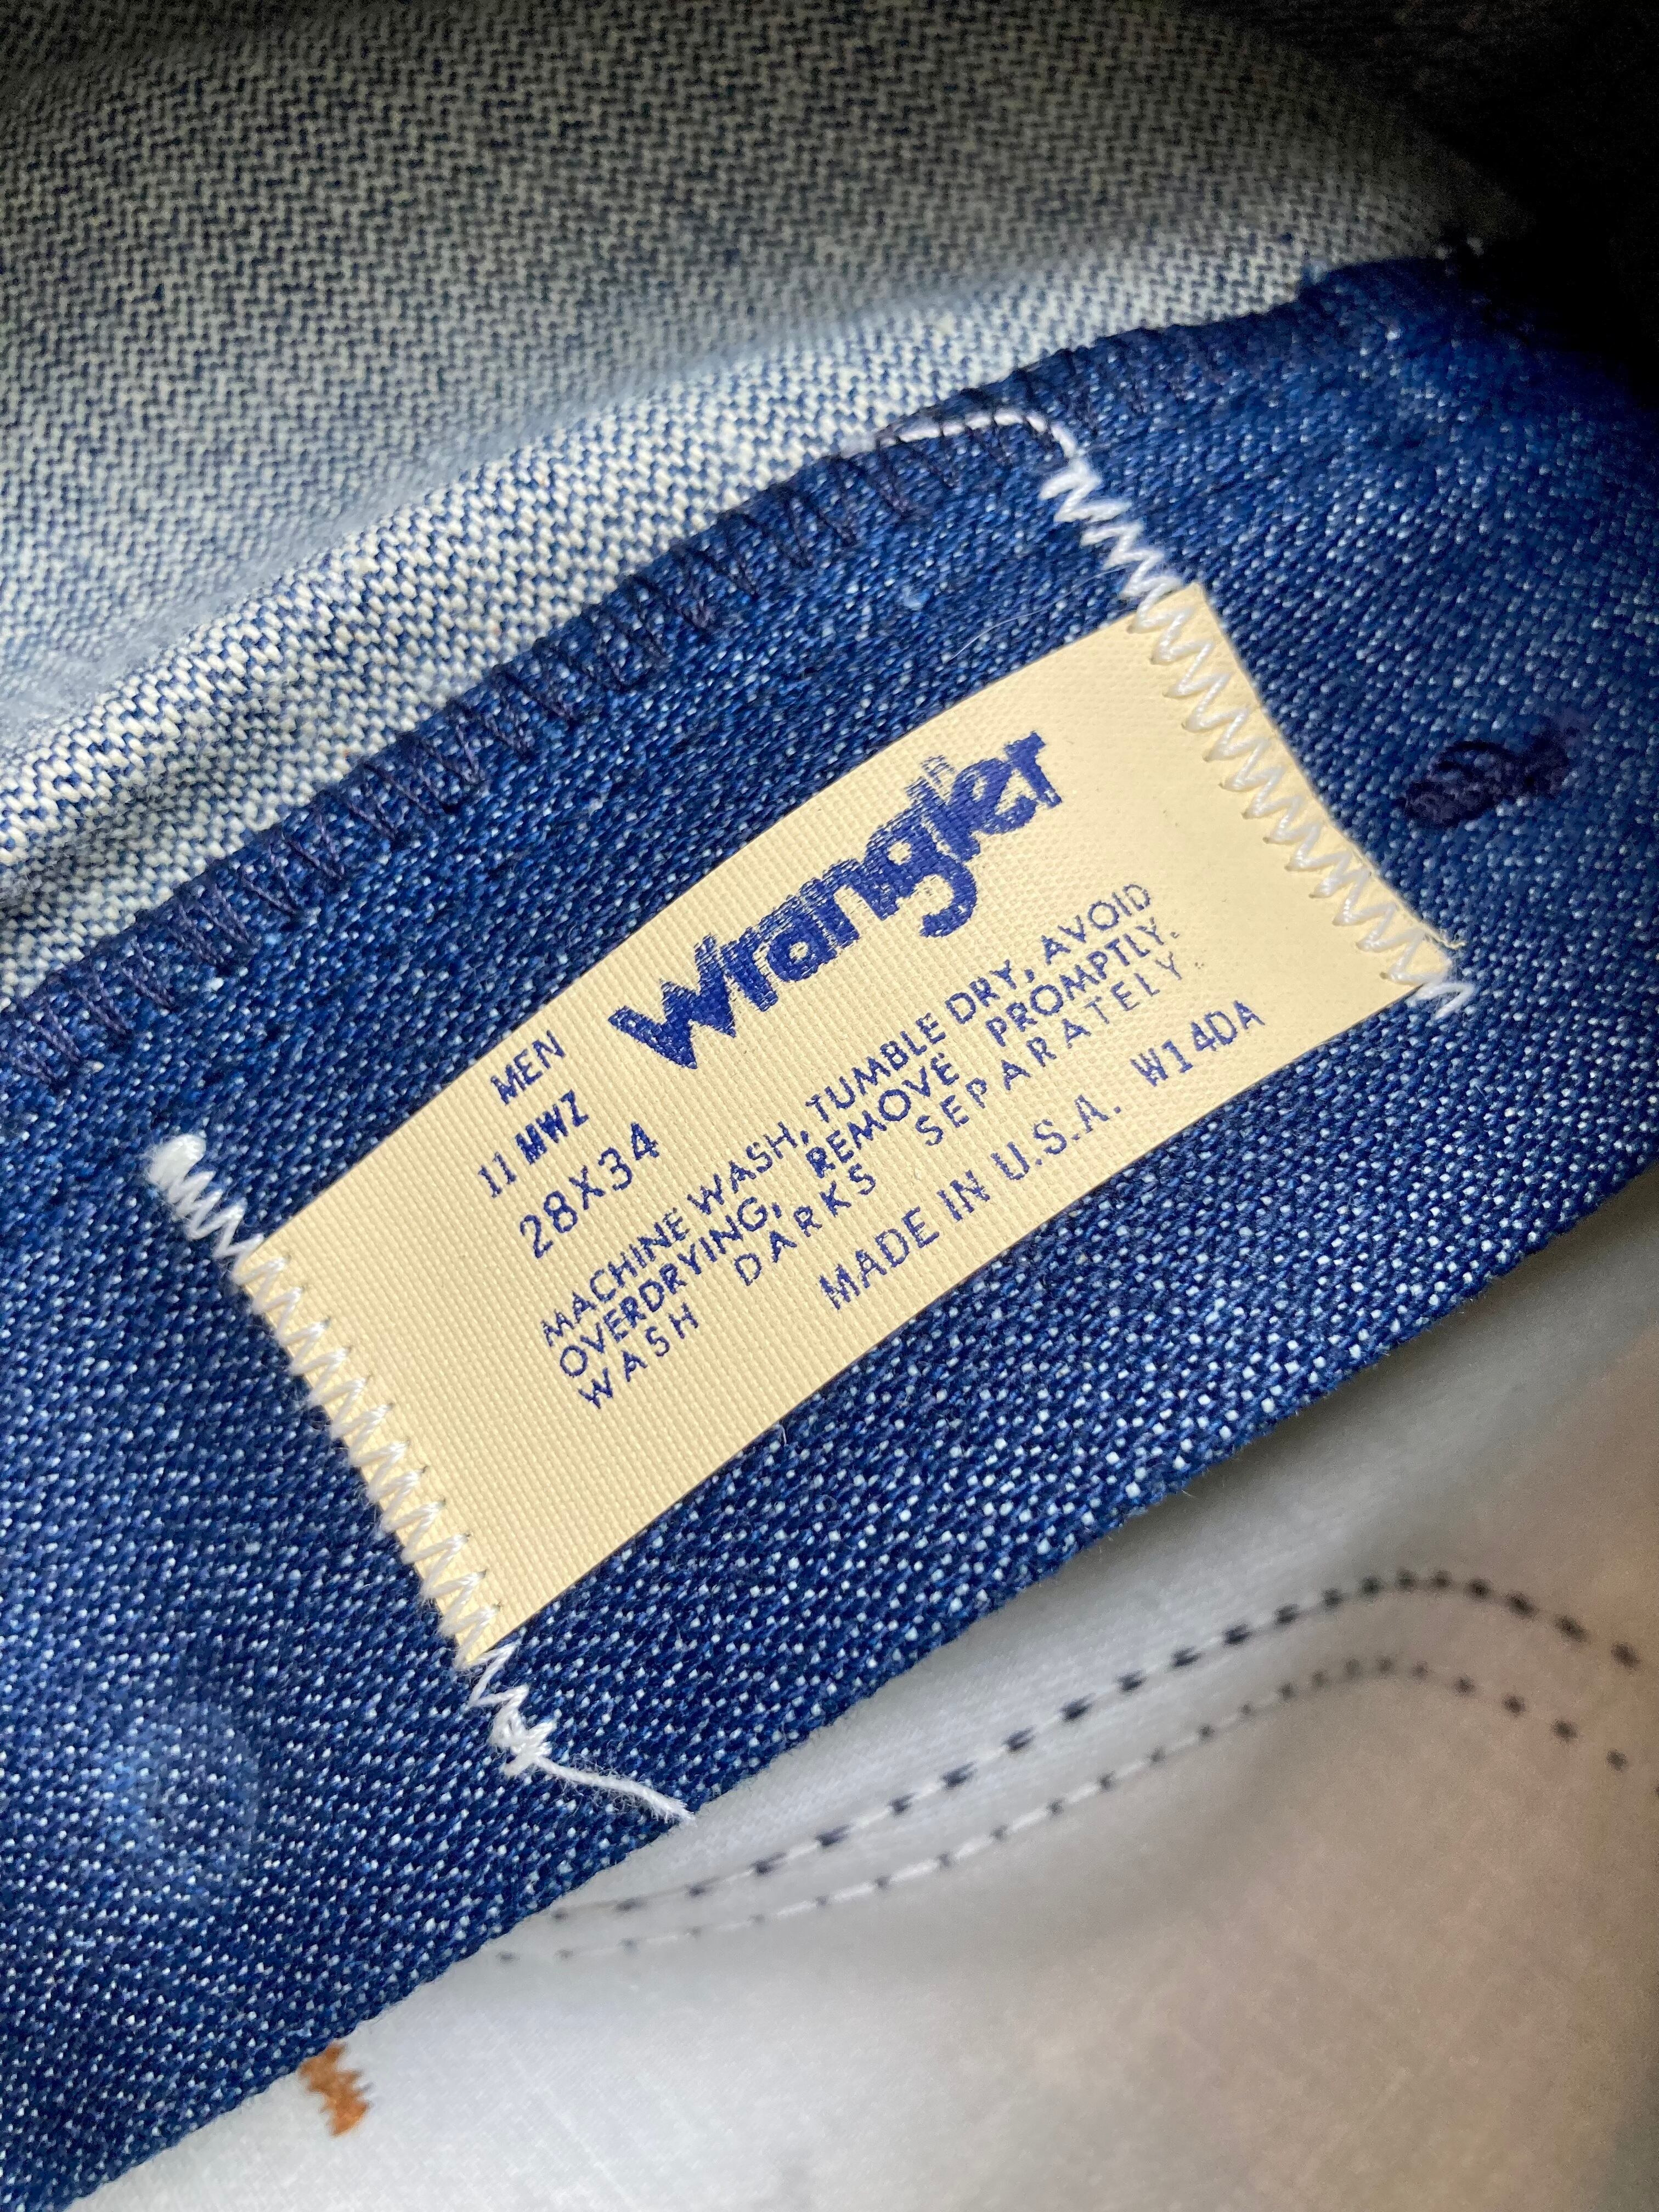 Wrangler
MEN
11 MWZ
28X34
MACHINE WASH, TUMBLE DRY, AVOID
OVERDRYING, REMOVE PROMPTLY.
WASH DARKS SEPARATELY
MADE IN U.S.A. W14DA